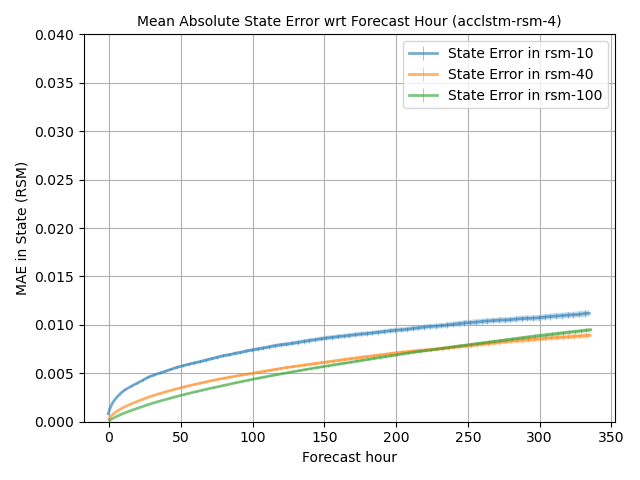 Mean Absolute State Error wrt Forecast Hour (acclstm-rsm-4)
State Error in rsm-10
State Error in rsm-40
State Error in rsm-100
MAE in State (RSM)
0.040
0.035
0.030
0.025
0.020
0.015
0.010
0.005
0.000
0 50 100 150 200 250 300 350
Forecast hour